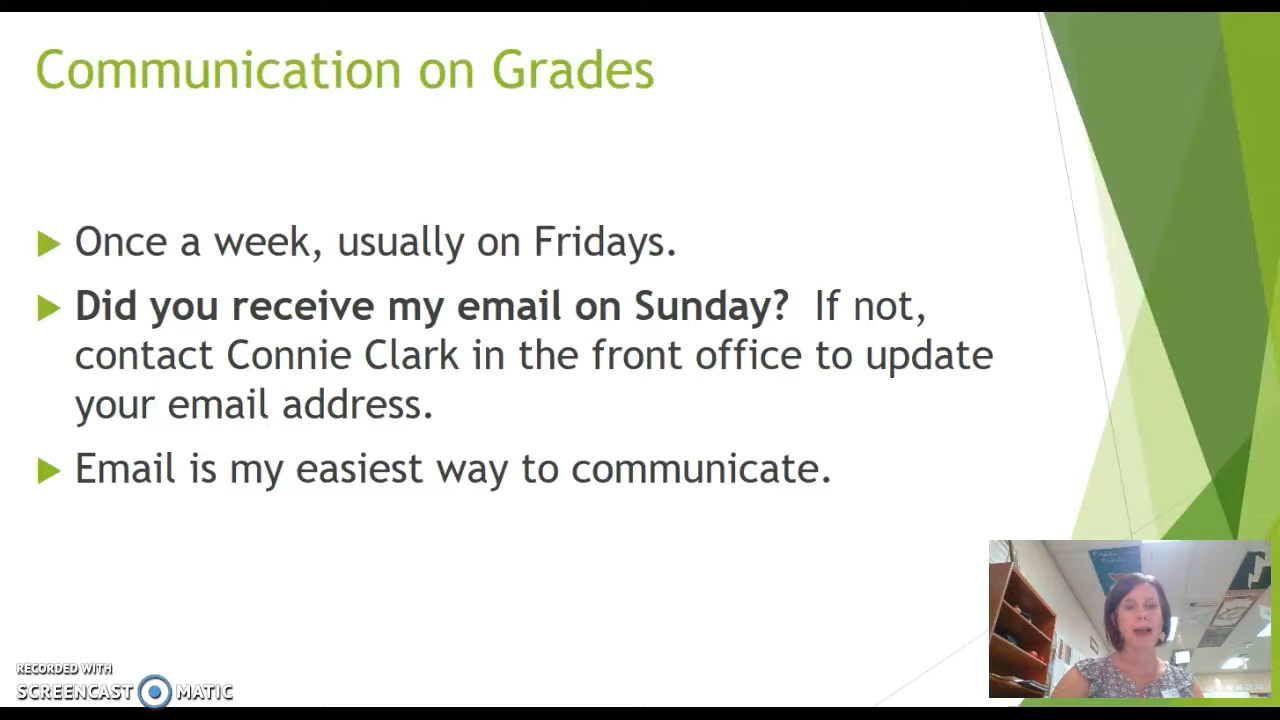 Communication on Grades
Once a week, usually on Fridays.
Did you receive my email on Sunday? If not,
contact Connie Clark in the front office to update
your email address.
Email is my easiest way to communicate.
RECORDED WITH
SCREENCAST MATIC